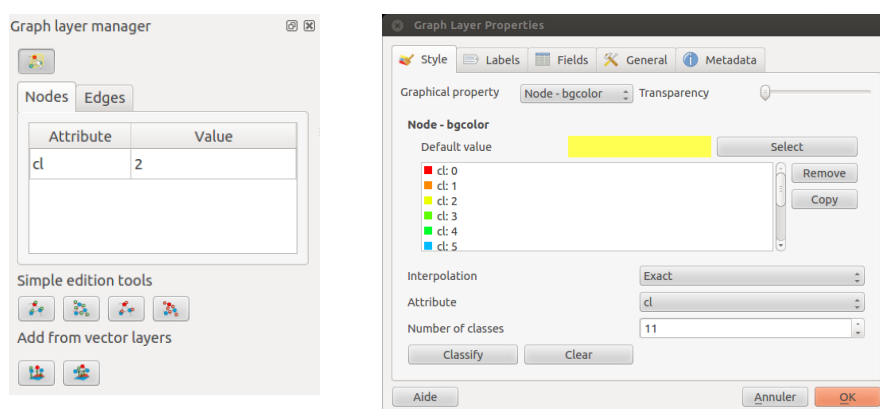 Graph layer manager
Nodes Edges
Attribute Value
cl 2
Simple edition tools
Add from vector layers
Graph Layer Properties
Style Labels Fields General Metadata
Graphical property Node - bgcolor Transparency
Node - bgcolor
Default value Select
cl: 0
cl: 1
cl: 2
cl: 3
cl: 4
cl: 5
Remove
Copy
Interpolation Exact
Attribute cl
Number of classes 11
Classify Clear
Aide Annuler OK